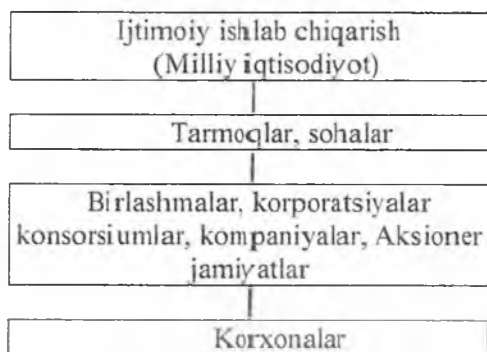 Ijtimoiy ishlab chiqarish
(Milliy iqtisodiyot)
Tarmoqlar, sohalar
Birlashmalar, korporatsiyalar
konsorsiumlar, kompaniyalar, Aksioner
jamiyatlar
Korxonalar